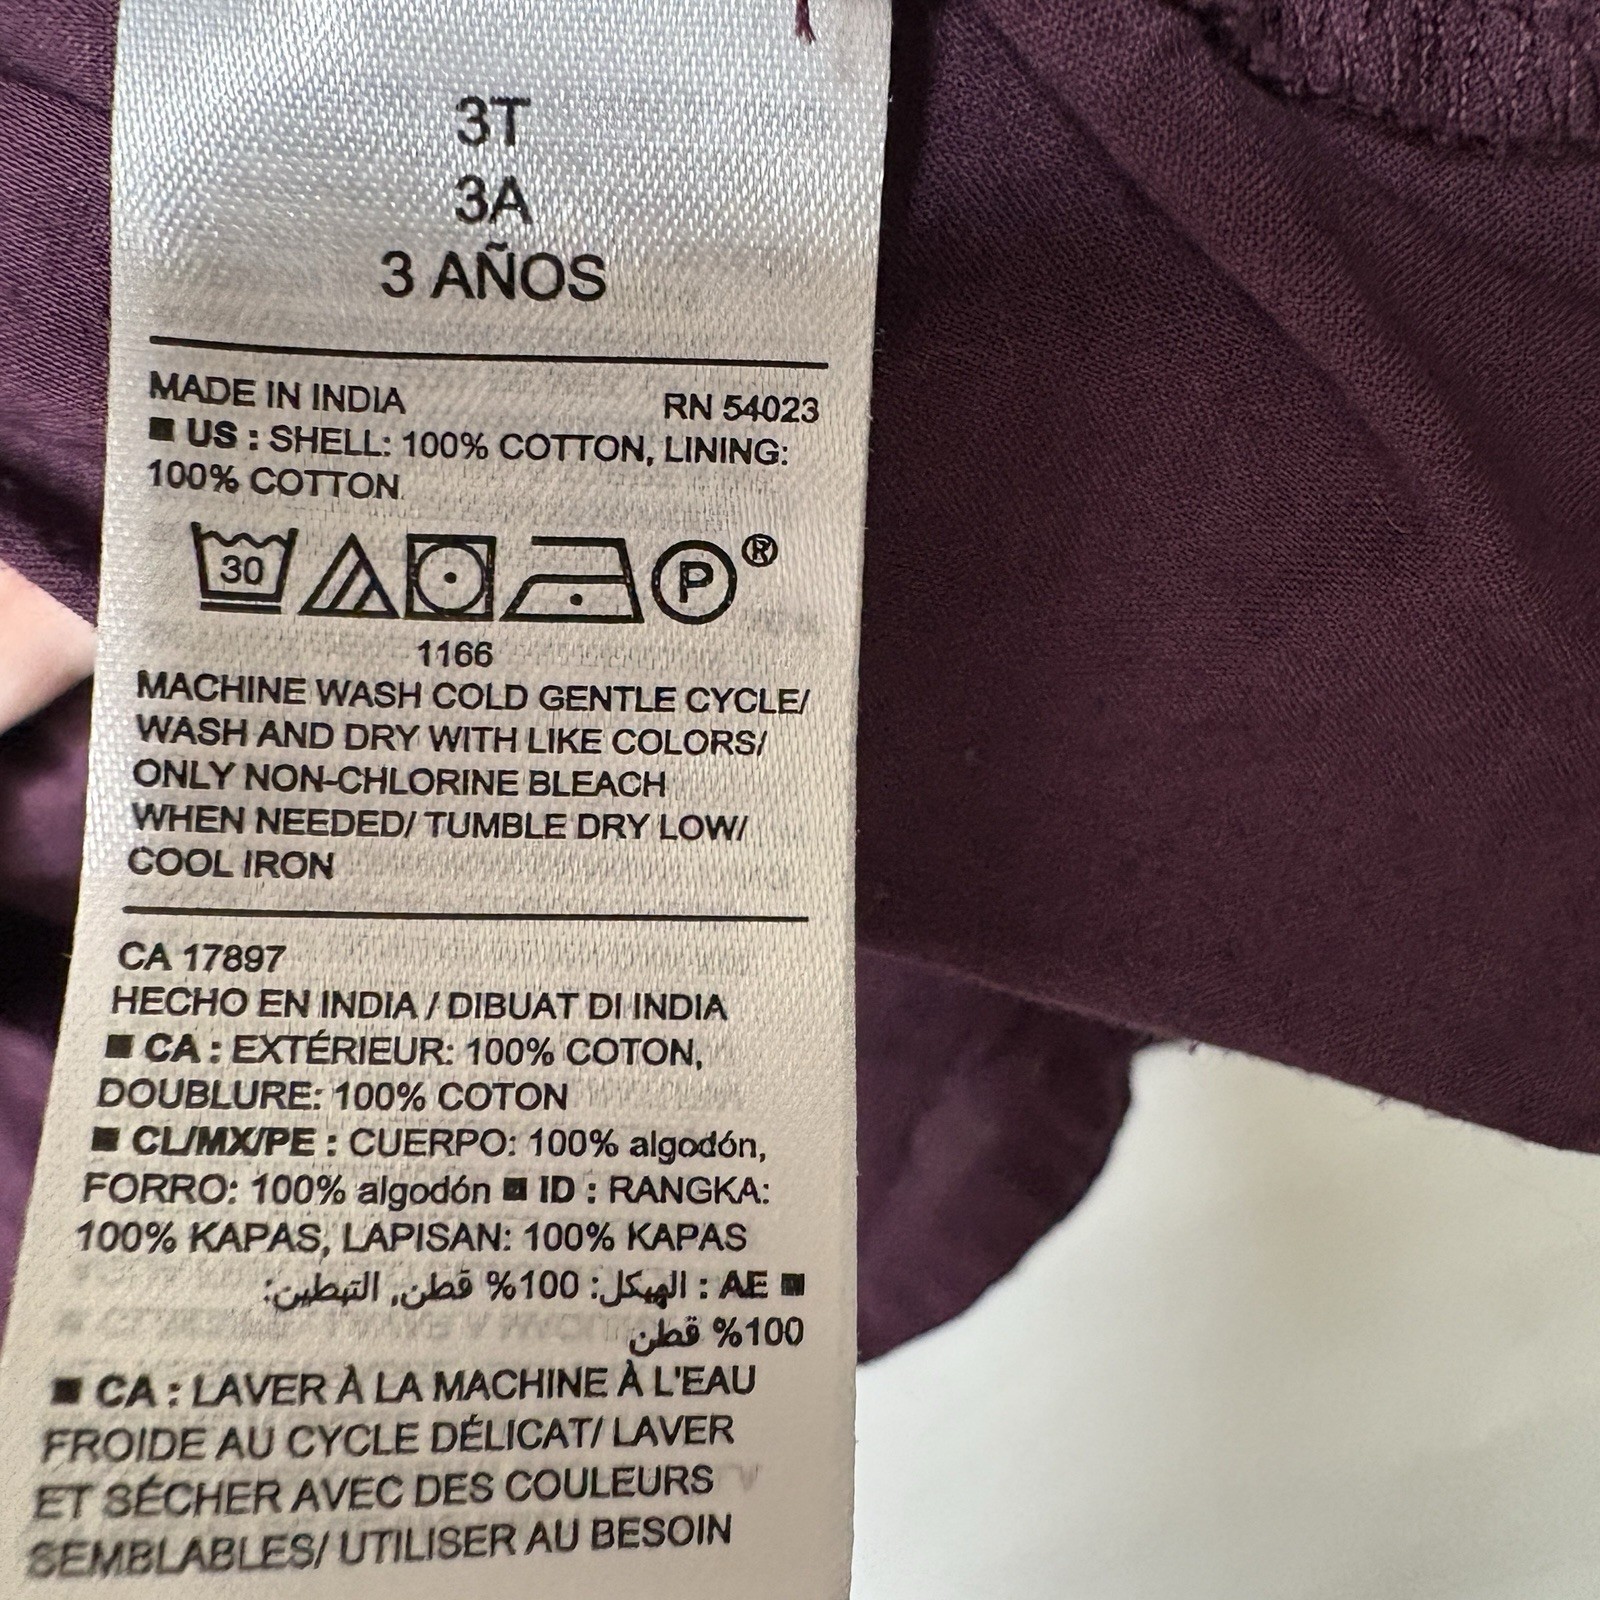 3T
3A
3 AÑOS
MADE IN INDIA RN 54023
■ US : SHELL: 100% COTTON, LINING:
100% COTTON
30 P ®
1166
MACHINE WASH COLD GENTLE CYCLE/
WASH AND DRY WITH LIKE COLORS/
ONLY NON-CHLORINE BLEACH
WHEN NEEDED/ TUMBLE DRY LOW/
COOL IRON
CA 17897
HECHO EN INDIA / DIBUAT DI INDIA
■ CA : EXTÉRIEUR: 100% COTON,
DOUBLURE: 100% COTON
■ CL/MX/PE : CUERPO: 100% algodón,
FORRO: 100% algodón ■ ID : RANGKA:
100% KAPAS, LAPISAN: 100% KAPAS
■ AE : الهيكل: 100% قطن, التبطين:
100% قطن
■ CA : LAVER À LA MACHINE À L'EAU
FROIDE AU CYCLE DÉLICAT/ LAVER
ET SÉCHER AVEC DES COULEURS
SEMBLABLES/ UTILISER AU BESOIN